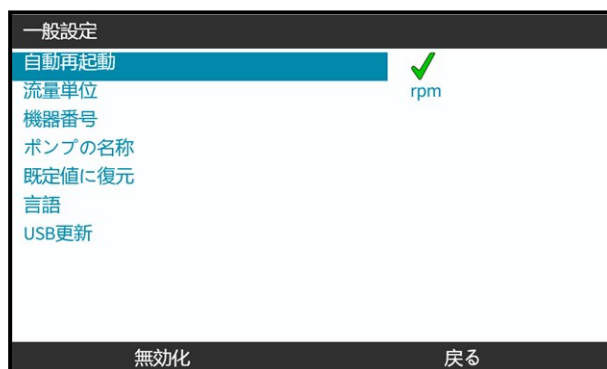 一般設定
自動再起動
流量単位 rpm
機器番号
ポンプの名称
既定値に復元
言語
USB更新
無効化 戻る